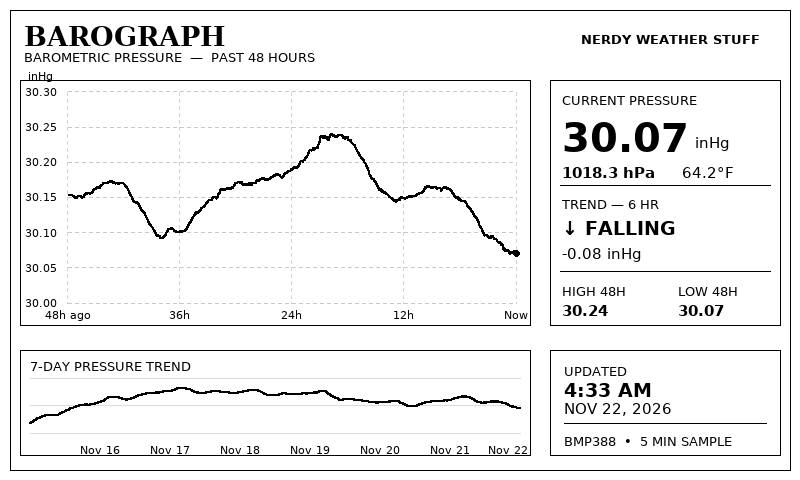 BAROGRAPH
BAROMETRIC PRESSURE — PAST 48 HOURS
NERDY WEATHER STUFF
inHg
30.30
30.25
30.20
30.15
30.10
30.05
30.00
48h ago 36h 24h 12h Now
CURRENT PRESSURE
30.07 inHg
1018.3 hPa 64.2°F
TREND — 6 HR
↓ FALLING
-0.08 inHg
HIGH 48H LOW 48H
30.24 30.07
7-DAY PRESSURE TREND
Nov 16 Nov 17 Nov 18 Nov 19 Nov 20 Nov 21 Nov 22
UPDATED
4:33 AM
NOV 22, 2026
BMP388 • 5 MIN SAMPLE